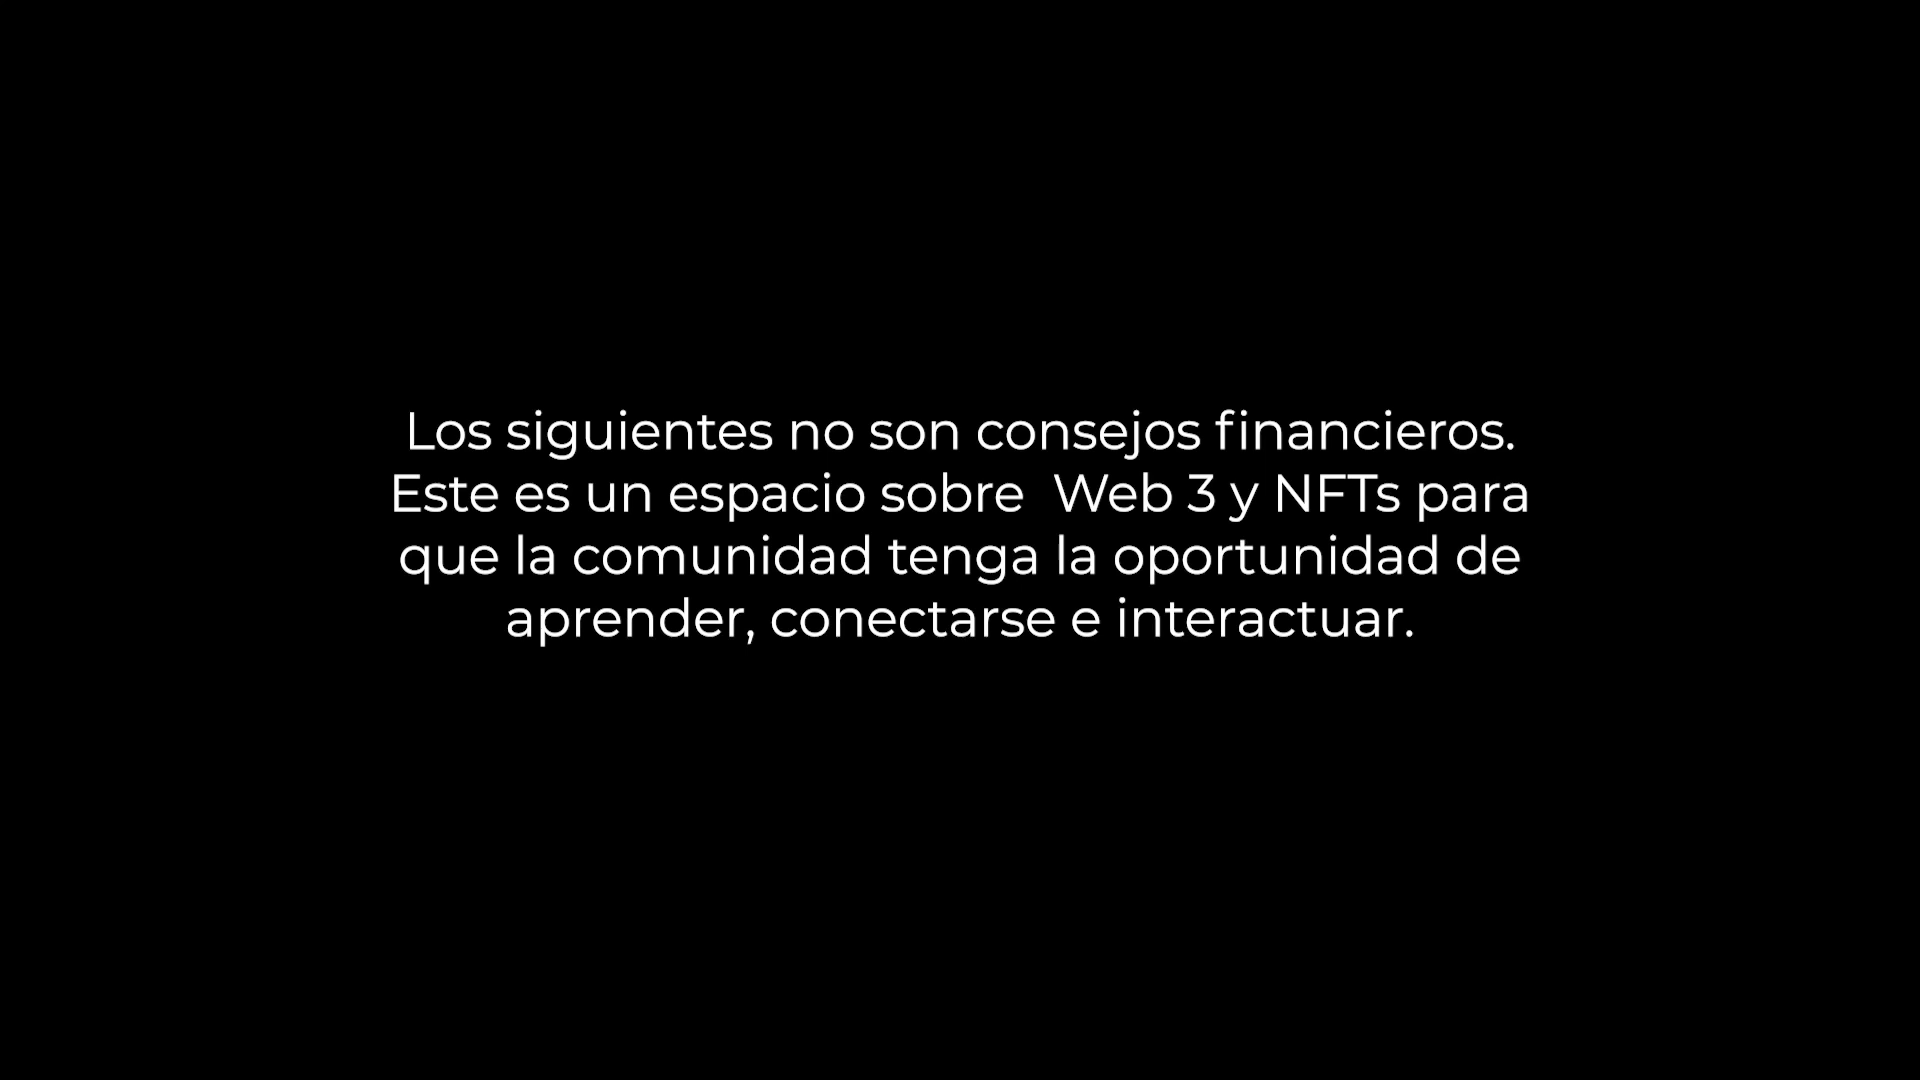 Los siguientes no son consejos financieros.
Este es un espacio sobre  Web 3 y NFTs para
que la comunidad tenga la oportunidad de
aprender, conectarse e interactuar.